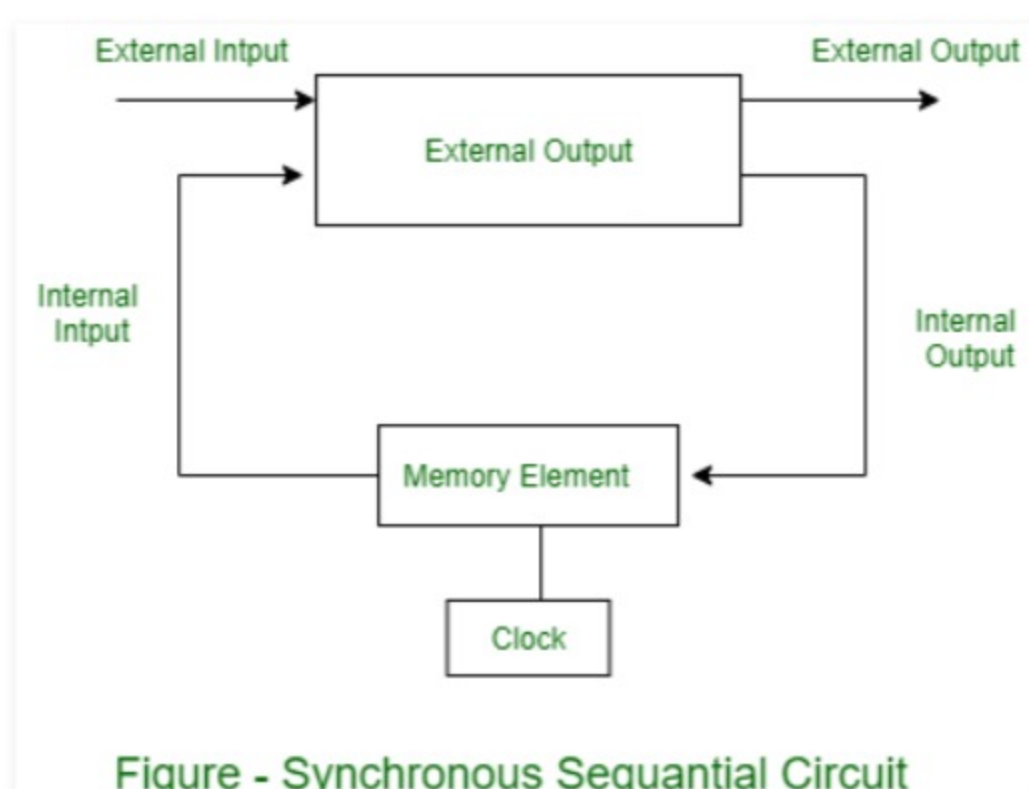 External Intput
External Output
External Output
Internal
Intput
Internal
Output
Memory Element
Clock
Figure - Synchronous Sequantial Circuit